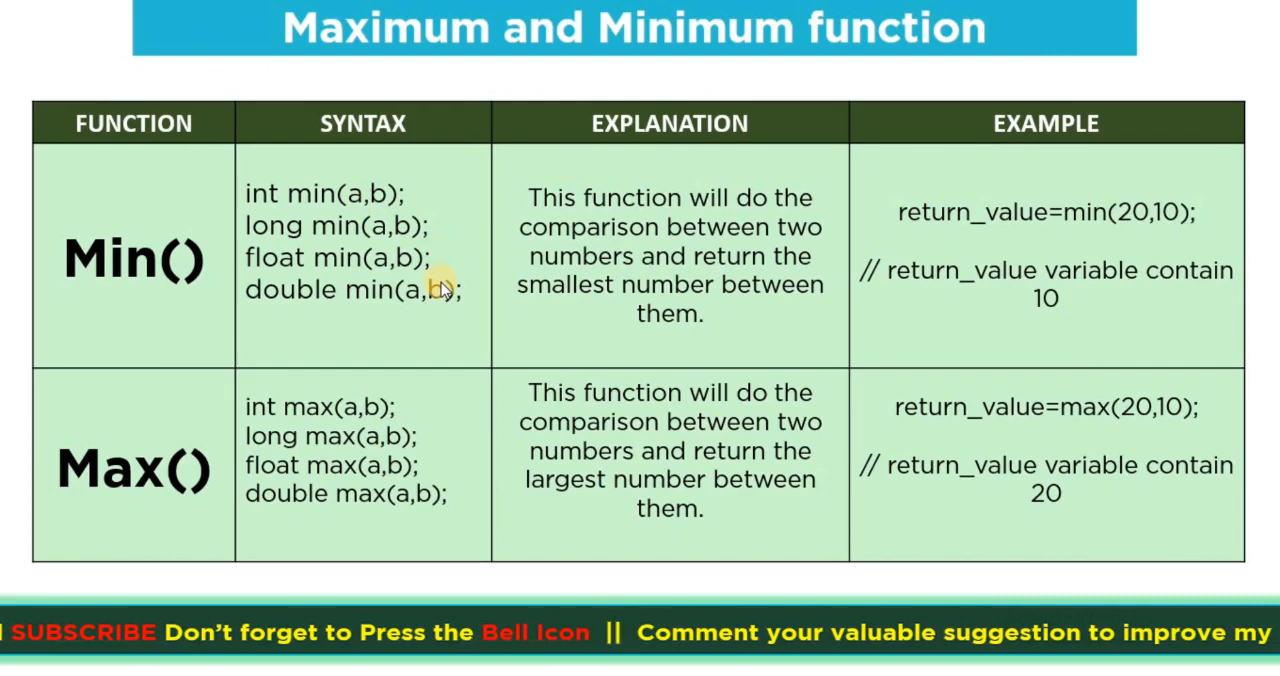 Maximum and Minimum function
FUNCTION
SYNTAX
EXPLANATION
EXAMPLE
Min()
int min(a,b);
long min(a,b);
float min(a,b);
double min(a,b);
This function will do the
comparison between two
numbers and return the
smallest number between
them.
return_value=min(20,10);
// return_value variable contain
10
Max()
int max(a,b);
long max(a,b);
float max(a,b);
double max(a,b);
This function will do the
comparison between two
numbers and return the
largest number between
them.
return_value=max(20,10);
// return_value variable contain
20
SUBSCRIBE Don't forget to Press the Bell Icon || Comment your valuable suggestion to improve my